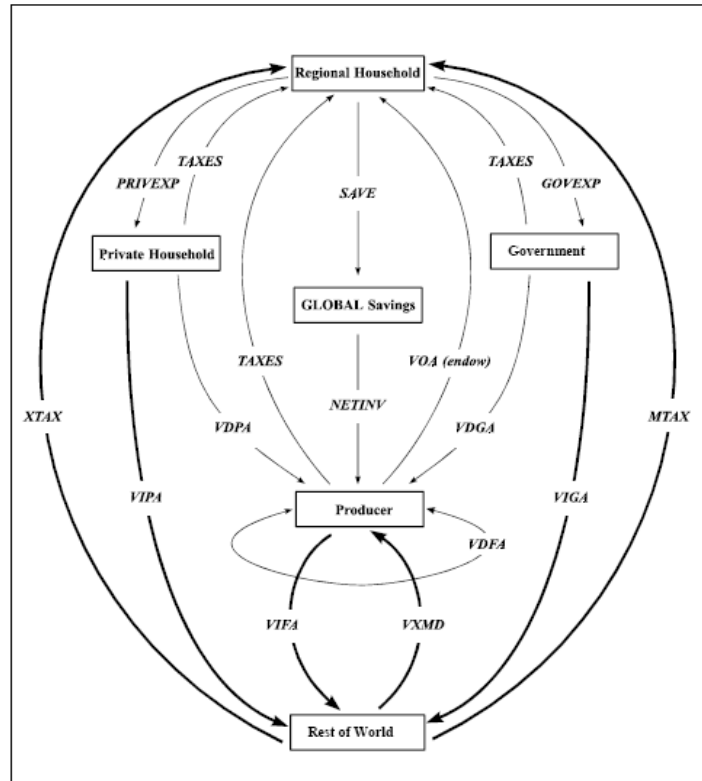 Regional Household
TAXES
TAXES
PRIVEXP
GOVEXP
SAVE
Private Household
Government
GLOBAL Savings
TAXES
VOA (endow)
NETINV
XTAX
VDPA
VDGA
MTAX
VIPA
VIGA
Producer
VDFA
VIFA
VXMD
Rest of World